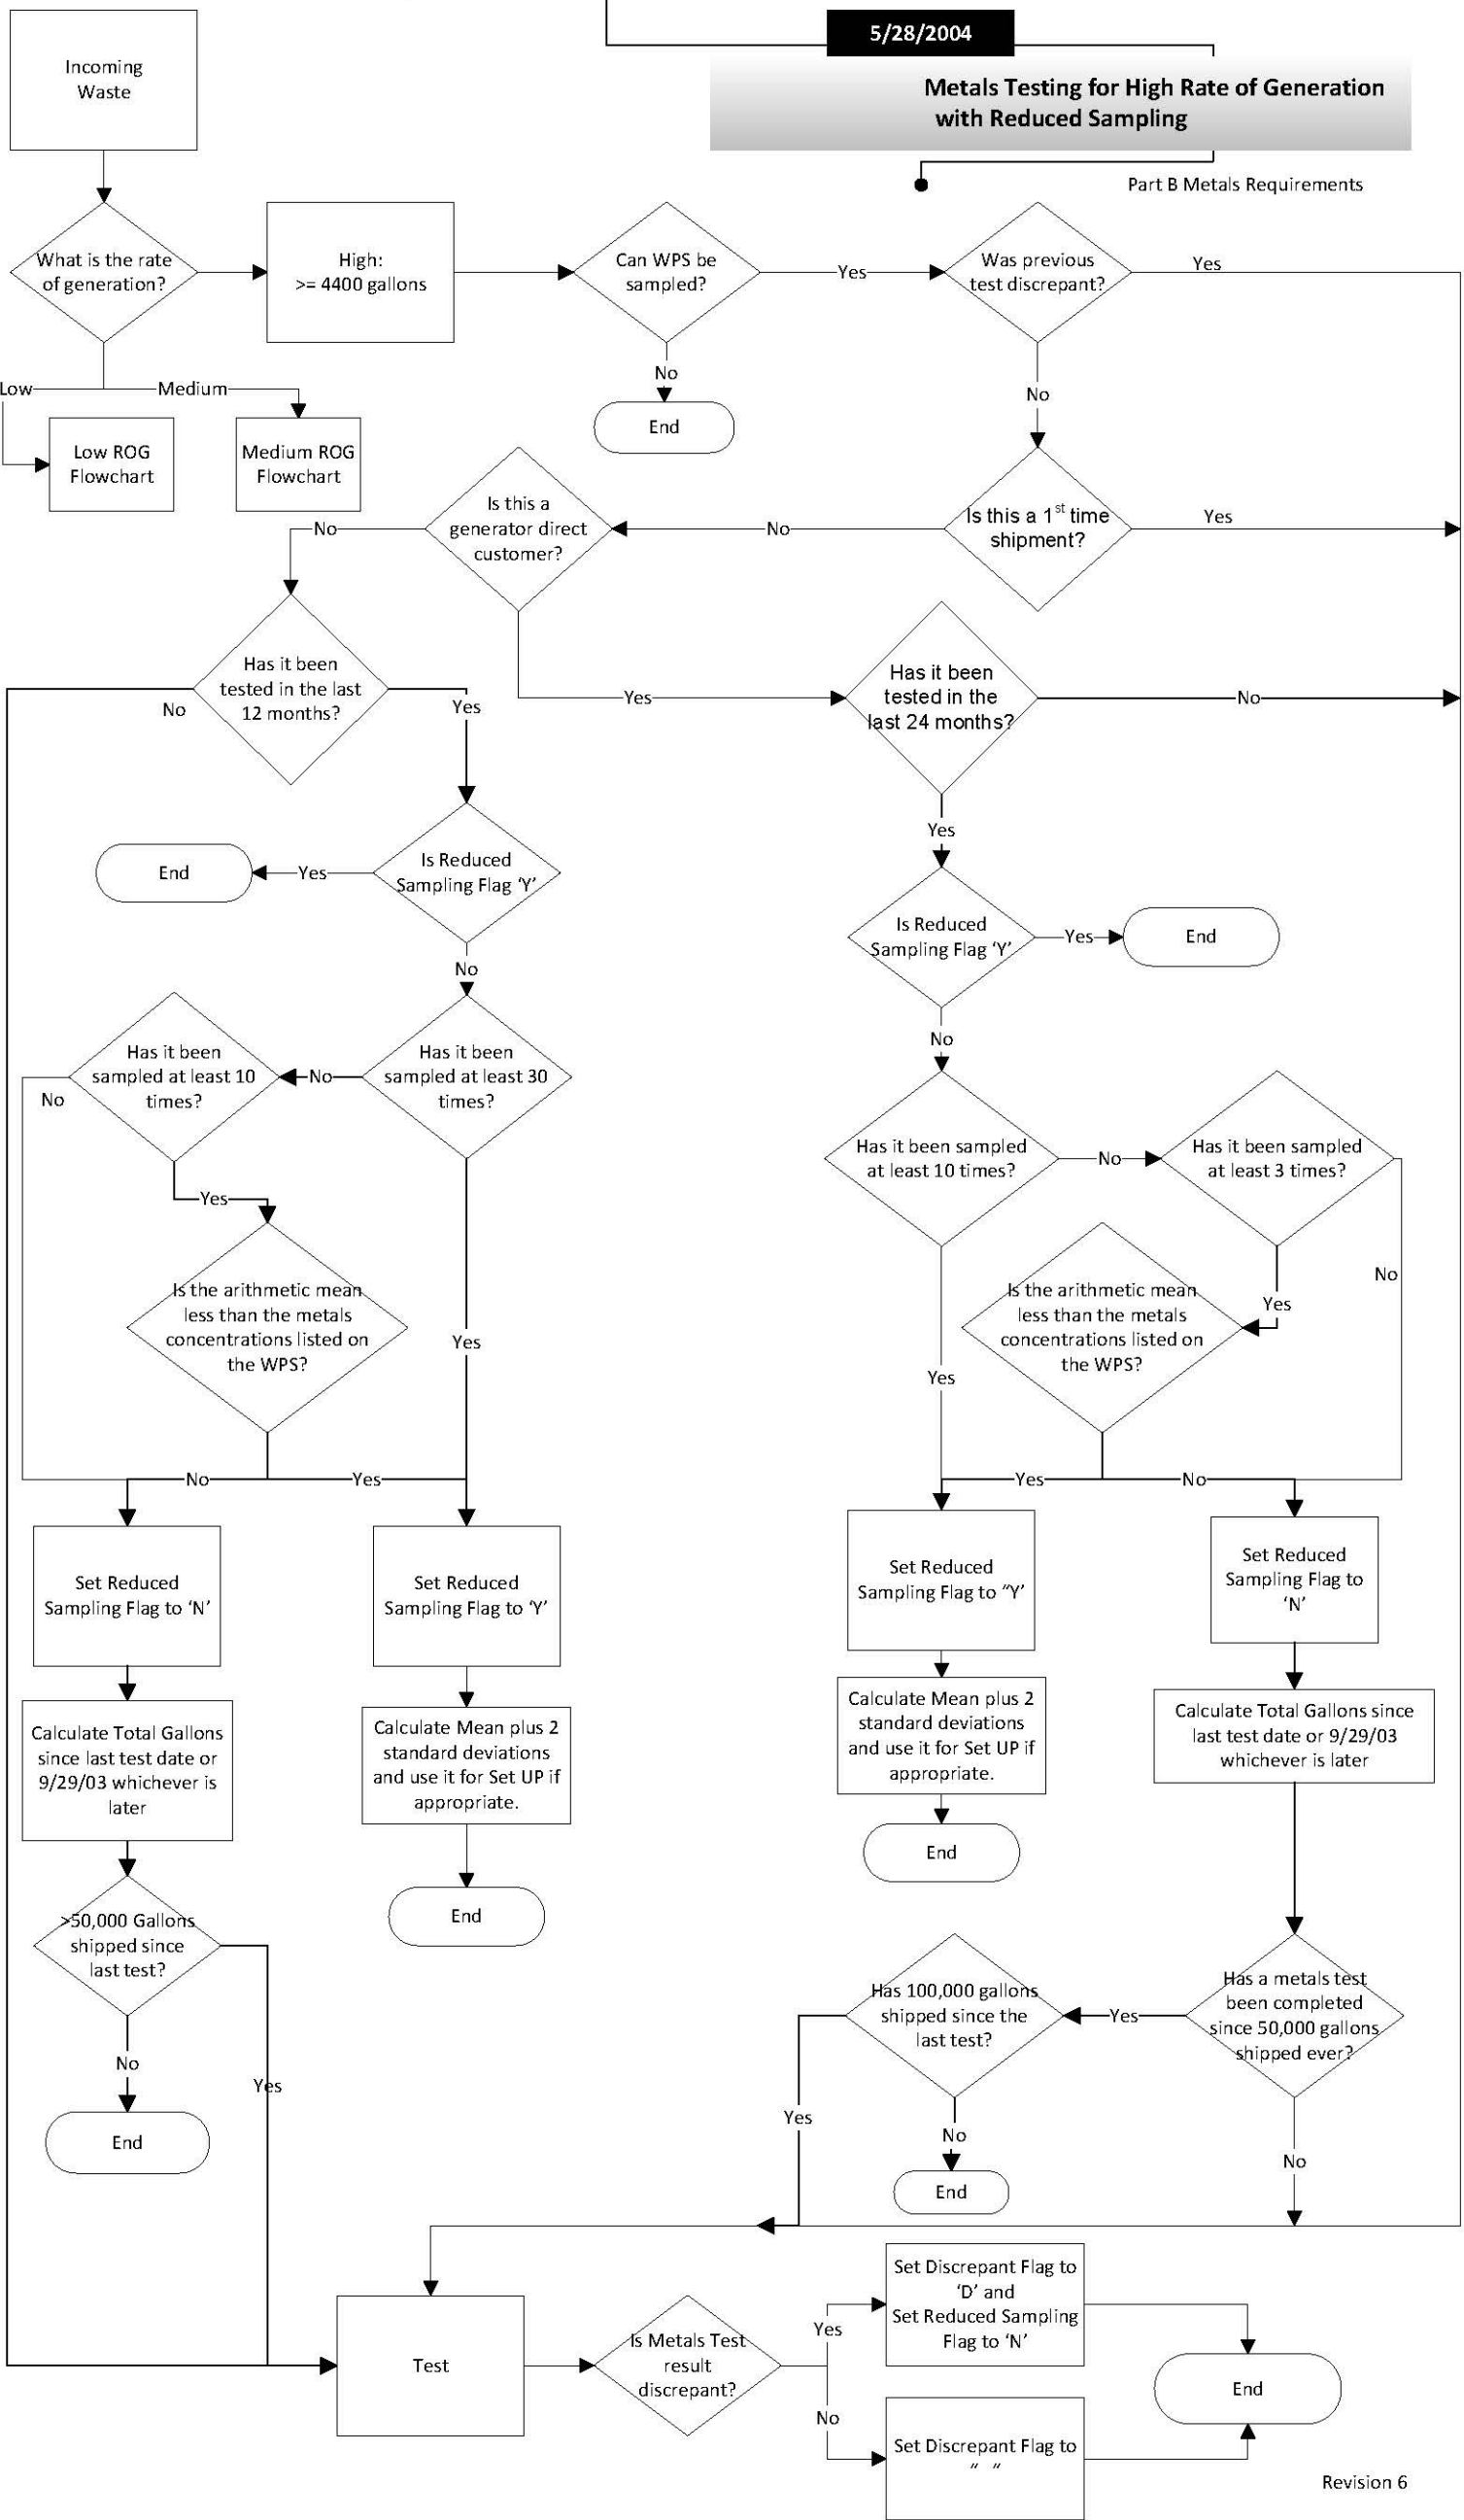 5/28/2004
Metals Testing for High Rate of Generation
with Reduced Sampling
Part B Metals Requirements
Incoming
Waste
What is the rate
of generation?
High:
>= 4400 gallons
Can WPS be
sampled?
Yes
Was previous
test discrepant?
Yes
No
End
No
Low
Medium
Low ROG
Flowchart
Medium ROG
Flowchart
Is this a 1st time
shipment?
Yes
No
Is this a
generator direct
customer?
No
Yes
Has it been
tested in the last
12 months?
No
Yes
Has it been
tested in the
last 24 months?
No
Yes
Is Reduced
Sampling Flag ‘Y’
Yes
End
No
Is Reduced
Sampling Flag ‘Y’
Yes
End
No
Has it been
sampled at least 30
times?
No
Has it been
sampled at least 10
times?
No
Yes
Yes
Is the arithmetic mean
less than the metals
concentrations listed on
the WPS?
No
Yes
Has it been sampled
at least 10 times?
No
Has it been sampled
at least 3 times?
No
Yes
Yes
Is the arithmetic mean
less than the metals
concentrations listed on
the WPS?
Yes
No
Set Reduced
Sampling Flag to ‘N’
Set Reduced
Sampling Flag to ‘Y’
Set Reduced
Sampling Flag to “Y’
Set Reduced
Sampling Flag to
‘N’
Calculate Total Gallons
since last test date or
9/29/03 whichever is
later
Calculate Mean plus 2
standard deviations
and use it for Set UP if
appropriate.
Calculate Mean plus 2
standard deviations
and use it for Set UP if
appropriate.
Calculate Total Gallons since
last test date or 9/29/03
whichever is later
>50,000 Gallons
shipped since
last test?
No
Yes
End
End
End
Has a metals test
been completed
since 50,000 gallons
shipped ever?
Yes
No
Has 100,000 gallons
shipped since the
last test?
Yes
No
End
Test
Is Metals Test
result
discrepant?
Yes
No
Set Discrepant Flag to
‘D’ and
Set Reduced Sampling
Flag to ‘N’
Set Discrepant Flag to
“ ”
End
Revision 6